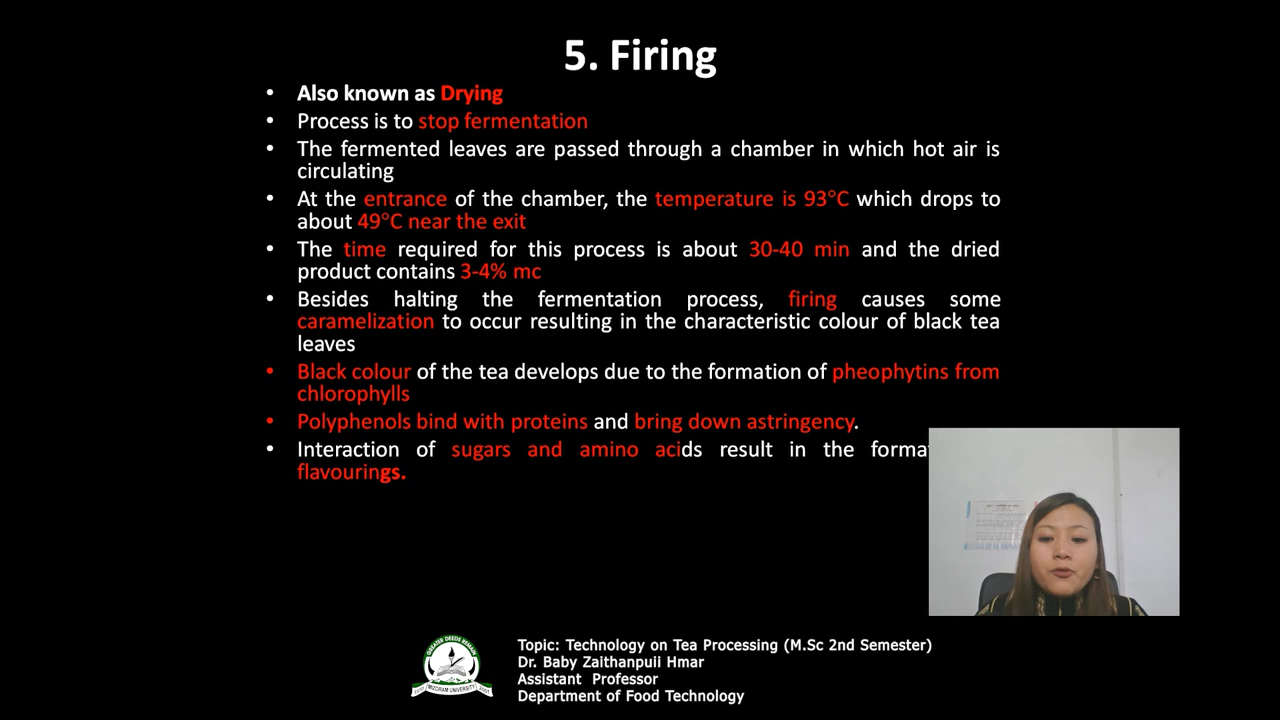 5. Firing
• Also known as Drying
• Process is to stop fermentation
• The fermented leaves are passed through a chamber in which hot air is
circulating
• At the entrance of the chamber, the temperature is 93°C which drops to
about 49°C near the exit
• The time required for this process is about 30-40 min and the dried
product contains 3-4% mc
• Besides halting the fermentation process, firing causes some
caramelization to occur resulting in the characteristic colour of black tea
leaves
• Black colour of the tea develops due to the formation of pheophytins from
chlorophylls
• Polyphenols bind with proteins and bring down astringency.
• Interaction of sugars and amino acids result in the
flavourings.
GREATER DEEDS REMAIN
MIZORAM UNIVERSITY
Topic: Technology on Tea Processing (M.Sc 2nd Semester)
Dr. Baby Zaithanpuii Hmar
Assistant Professor
Department of Food Technology